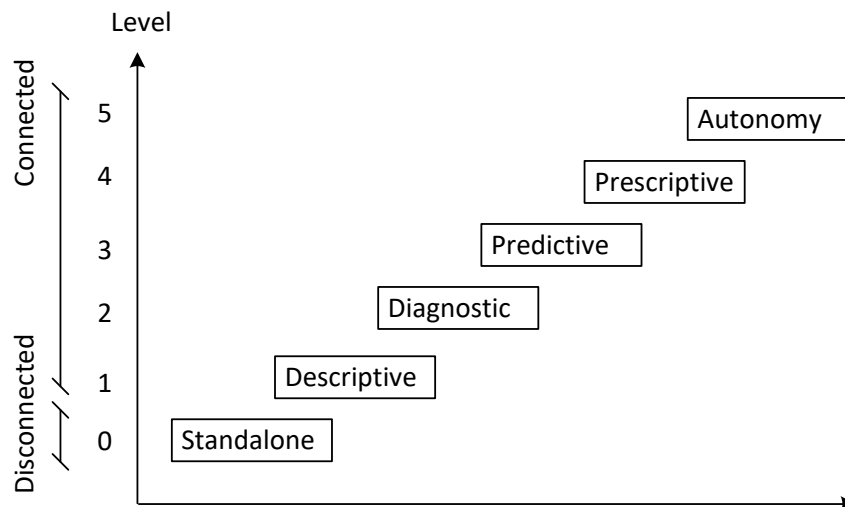 Level
Connected
5
Autonomy
4
Prescriptive
3
Predictive
2
Diagnostic
1
Descriptive
Disconnected
0
Standalone